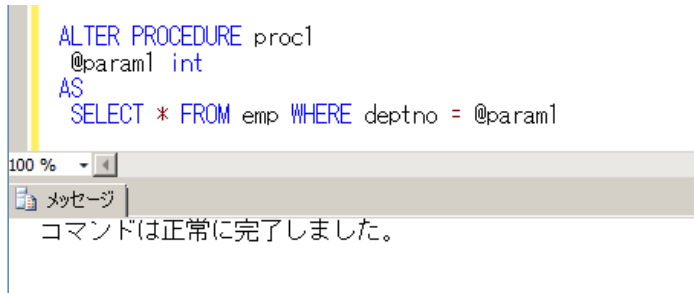 ALTER PROCEDURE proc1
@param1 int
AS
SELECT * FROM emp WHERE deptno = @param1
100 %
メッセージ
コマンドは正常に完了しました。